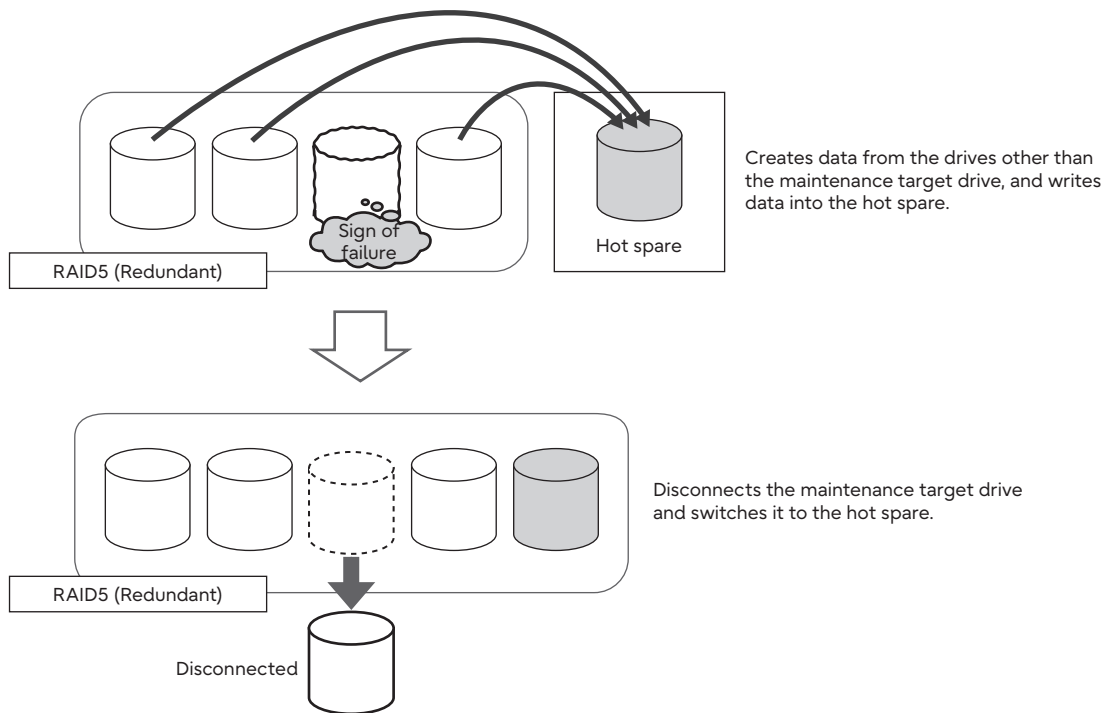 Creates data from the drives other than
the maintenance target drive, and writes
data into the hot spare.
Sign of
failure
Hot spare
RAID5 (Redundant)
Disconnects the maintenance target drive
and switches it to the hot spare.
RAID5 (Redundant)
Disconnected